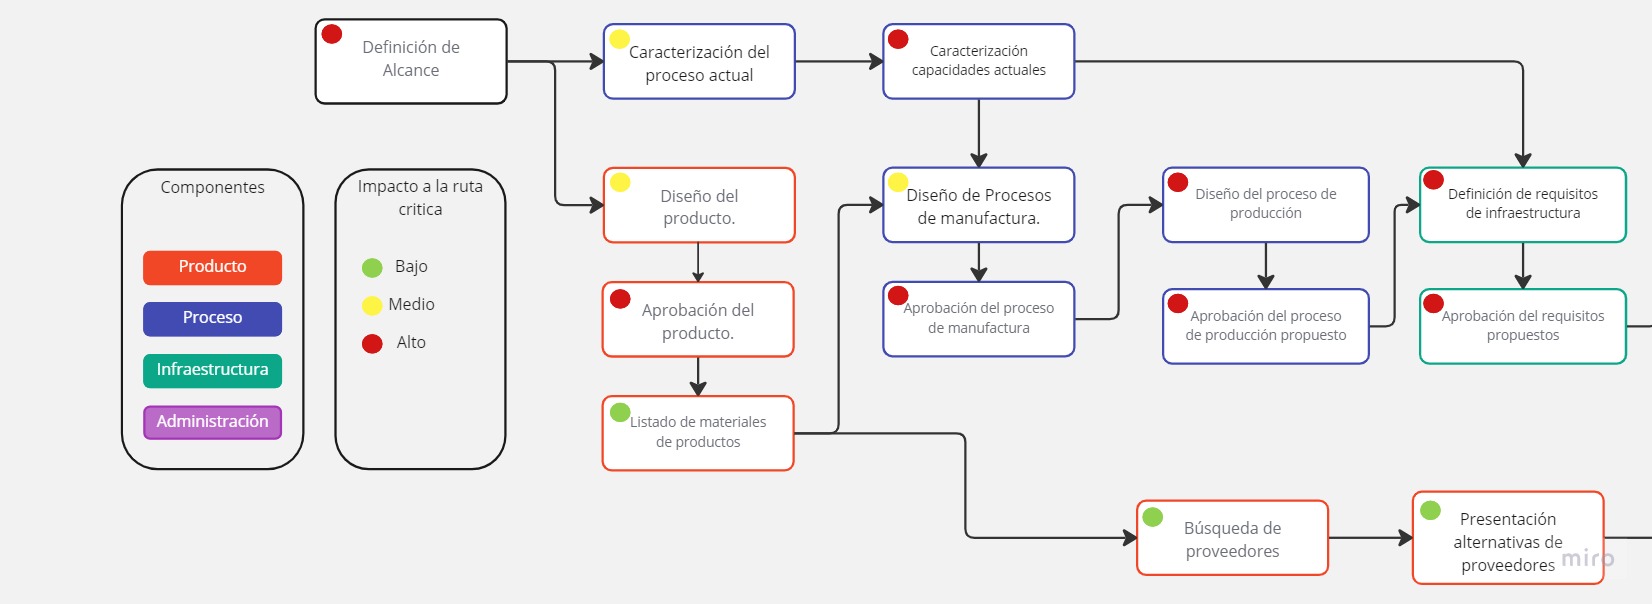 Definición de
Alcance
Caracterización del
proceso actual
Caracterización
capacidades actuales
Componentes
Producto
Proceso
Infraestructura
Administración
Impacto a la ruta
critica
Bajo
Medio
Alto
Diseño del
producto.
Diseño de Procesos
de manufactura.
Diseño del proceso de
producción
Definición de requisitos
de infraestructura
Aprobación del
producto.
Aprobación del proceso
de manufactura
Aprobación del proceso
de producción propuesto
Aprobación del requisitos
propuestos
Listado de materiales
de productos
Búsqueda de
proveedores
Presentación
alternativas de
proveedores
miro